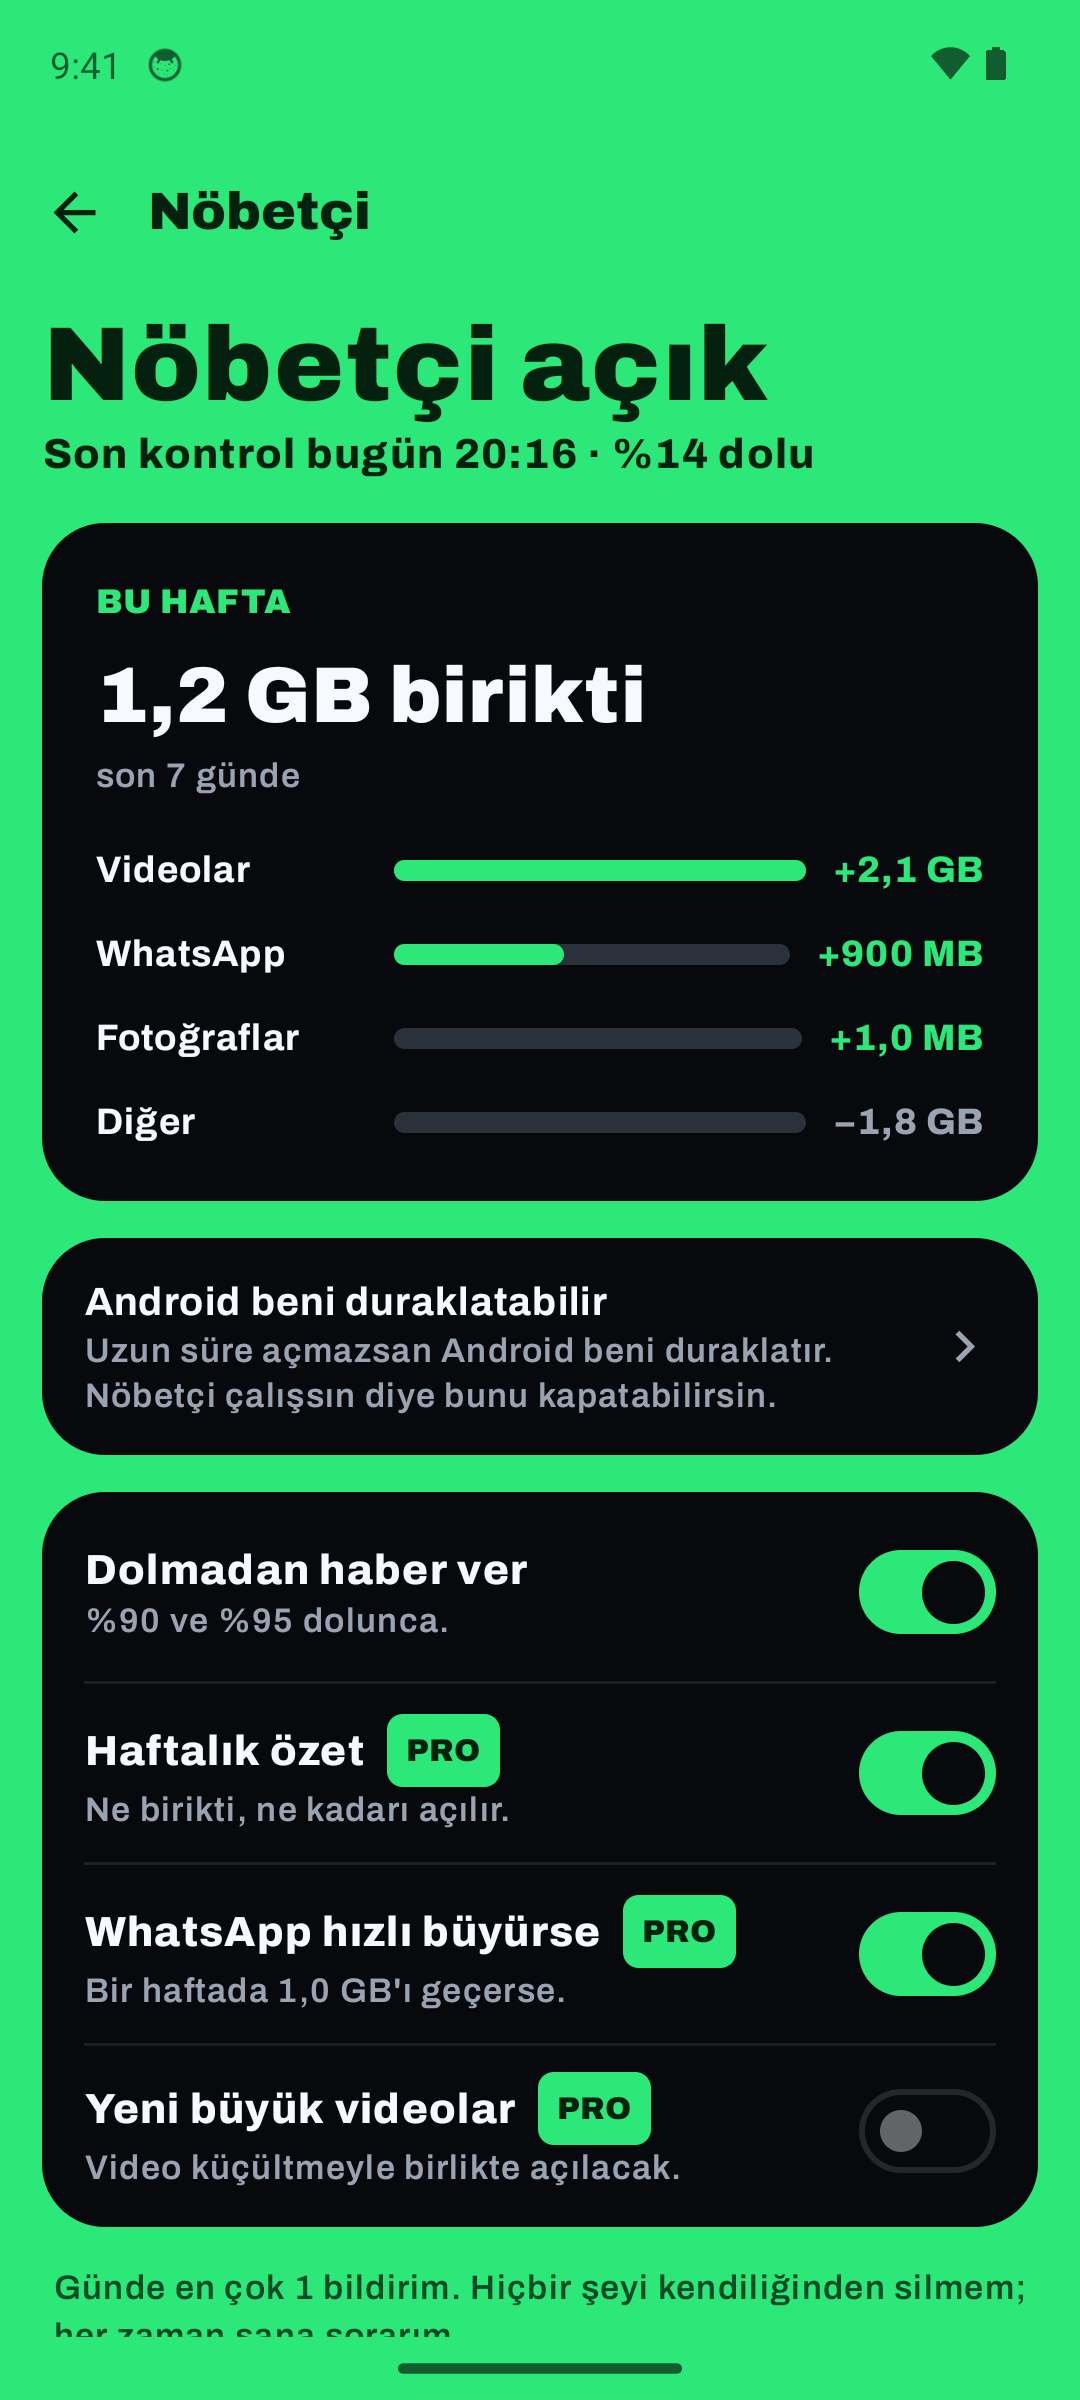 9:41
Nöbetçi
Nöbetçi açık
Son kontrol bugün 20:16 · %14 dolu
BU HAFTA
1,2 GB birikti
son 7 günde
Videolar +2,1 GB
WhatsApp +900 MB
Fotoğraflar +1,0 MB
Diğer −1,8 GB
Android beni duraklatabilir
Uzun süre açmazsan Android beni duraklatır.
Nöbetçi çalışsın diye bunu kapatabilirsin.
Dolmadan haber ver
%90 ve %95 dolunca.
Haftalık özet PRO
Ne birikti, ne kadarı açılır.
WhatsApp hızlı büyürse PRO
Bir haftada 1,0 GB'ı geçerse.
Yeni büyük videolar PRO
Video küçültmeyle birlikte açılacak.
Günde en çok 1 bildirim. Hiçbir şeyi kendiliğinden silmem;
her zaman sana sorarım.